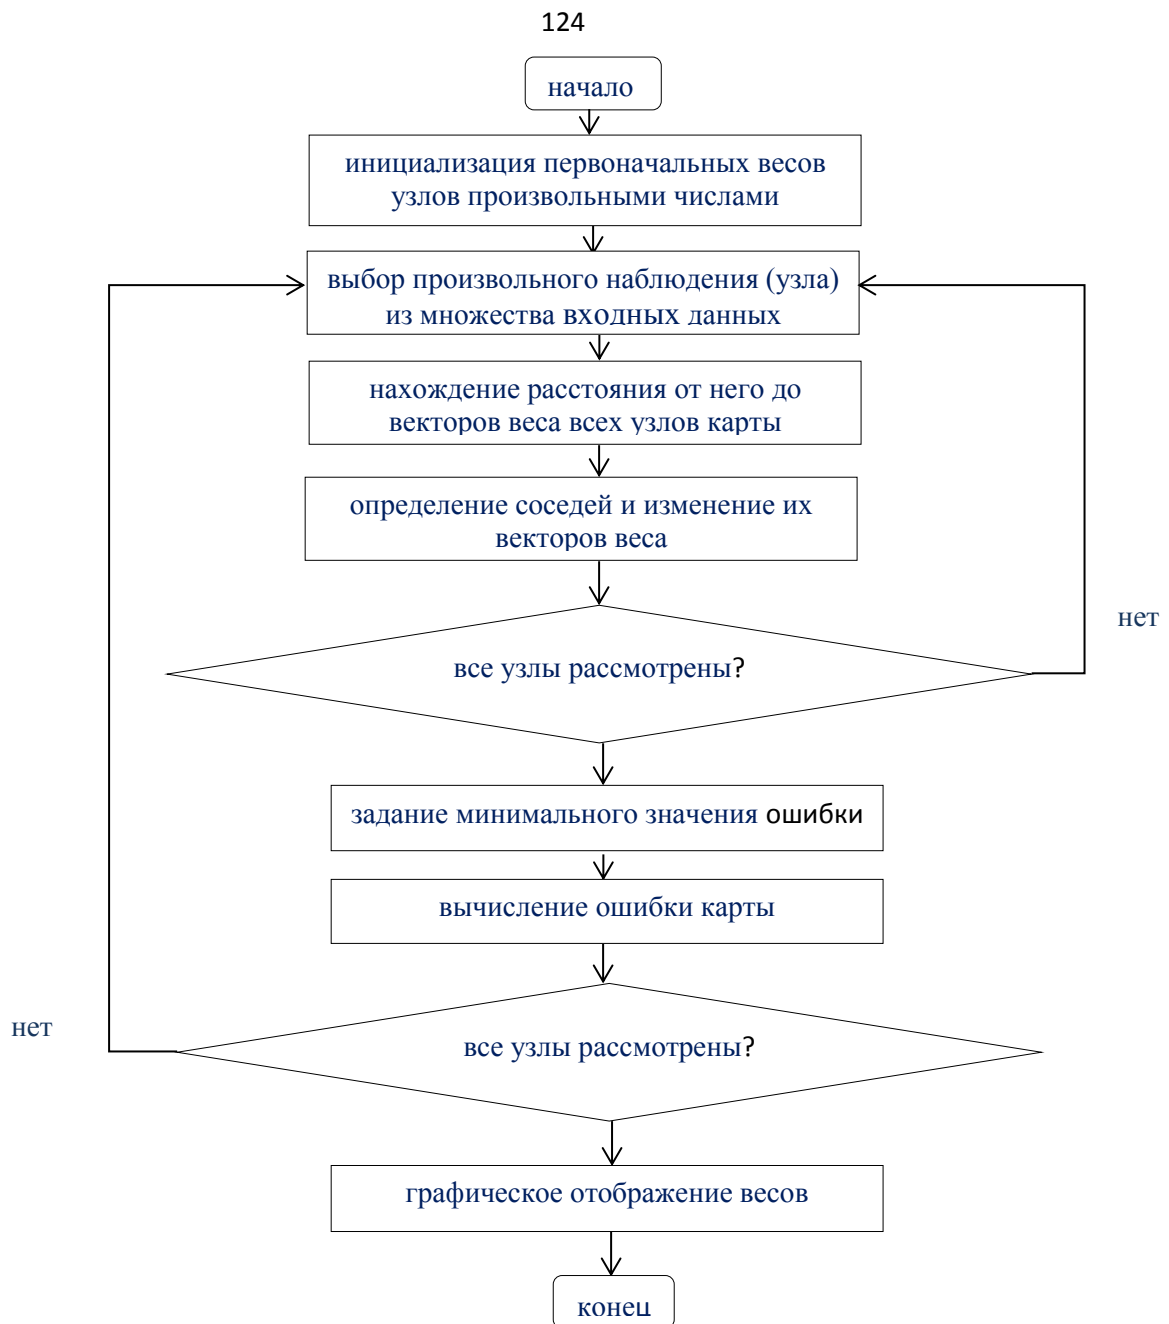 124
начало
инициализация первоначальных весов
узлов произвольными числами
выбор произвольного наблюдения (узла)
из множества входных данных
нахождение расстояния от него до
векторов веса всех узлов карты
определение соседей и изменение их
векторов веса
нет
все узлы рассмотрены?
задание минимального значения ошибки
вычисление ошибки карты
нет
все узлы рассмотрены?
графическое отображение весов
конец